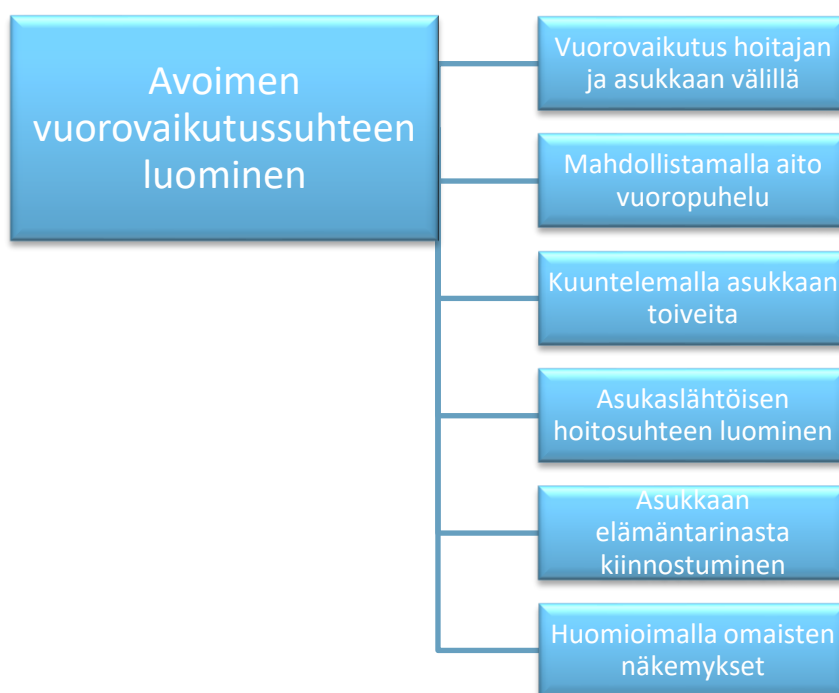 Avoimen
vuorovaikutussuhteen
luominen
Vuorovaikutus hoitajan
ja asukkaan välillä
Mahdollistamalla aito
vuoropuhelu
Kuuntelemalla asukkaan
toiveita
Asukaslähtöisen
hoitosuhteen luominen
Asukkaan
elämäntarinasta
kiinnostuminen
Huomioimalla omaisten
näkemykset